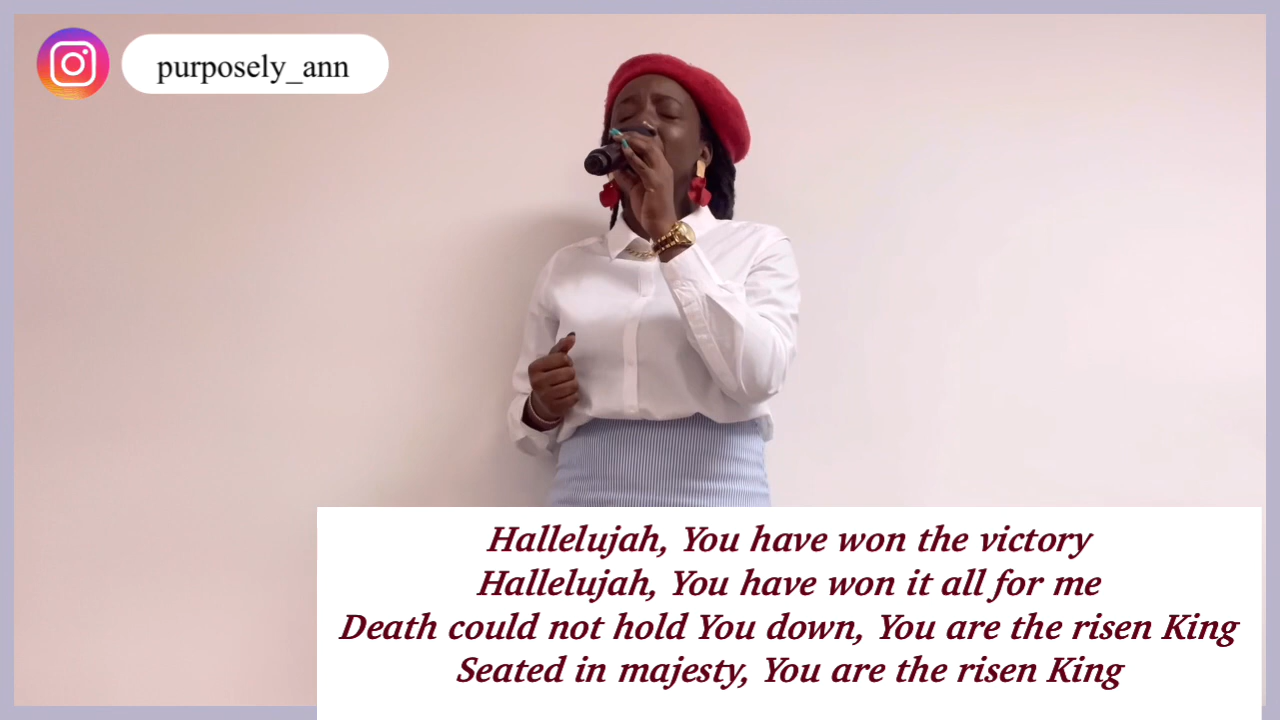 purposely_ann
Hallelujah, You have won the victory
Hallelujah, You have won it all for me
Death could not hold You down, You are the risen King
Seated in majesty, You are the risen King